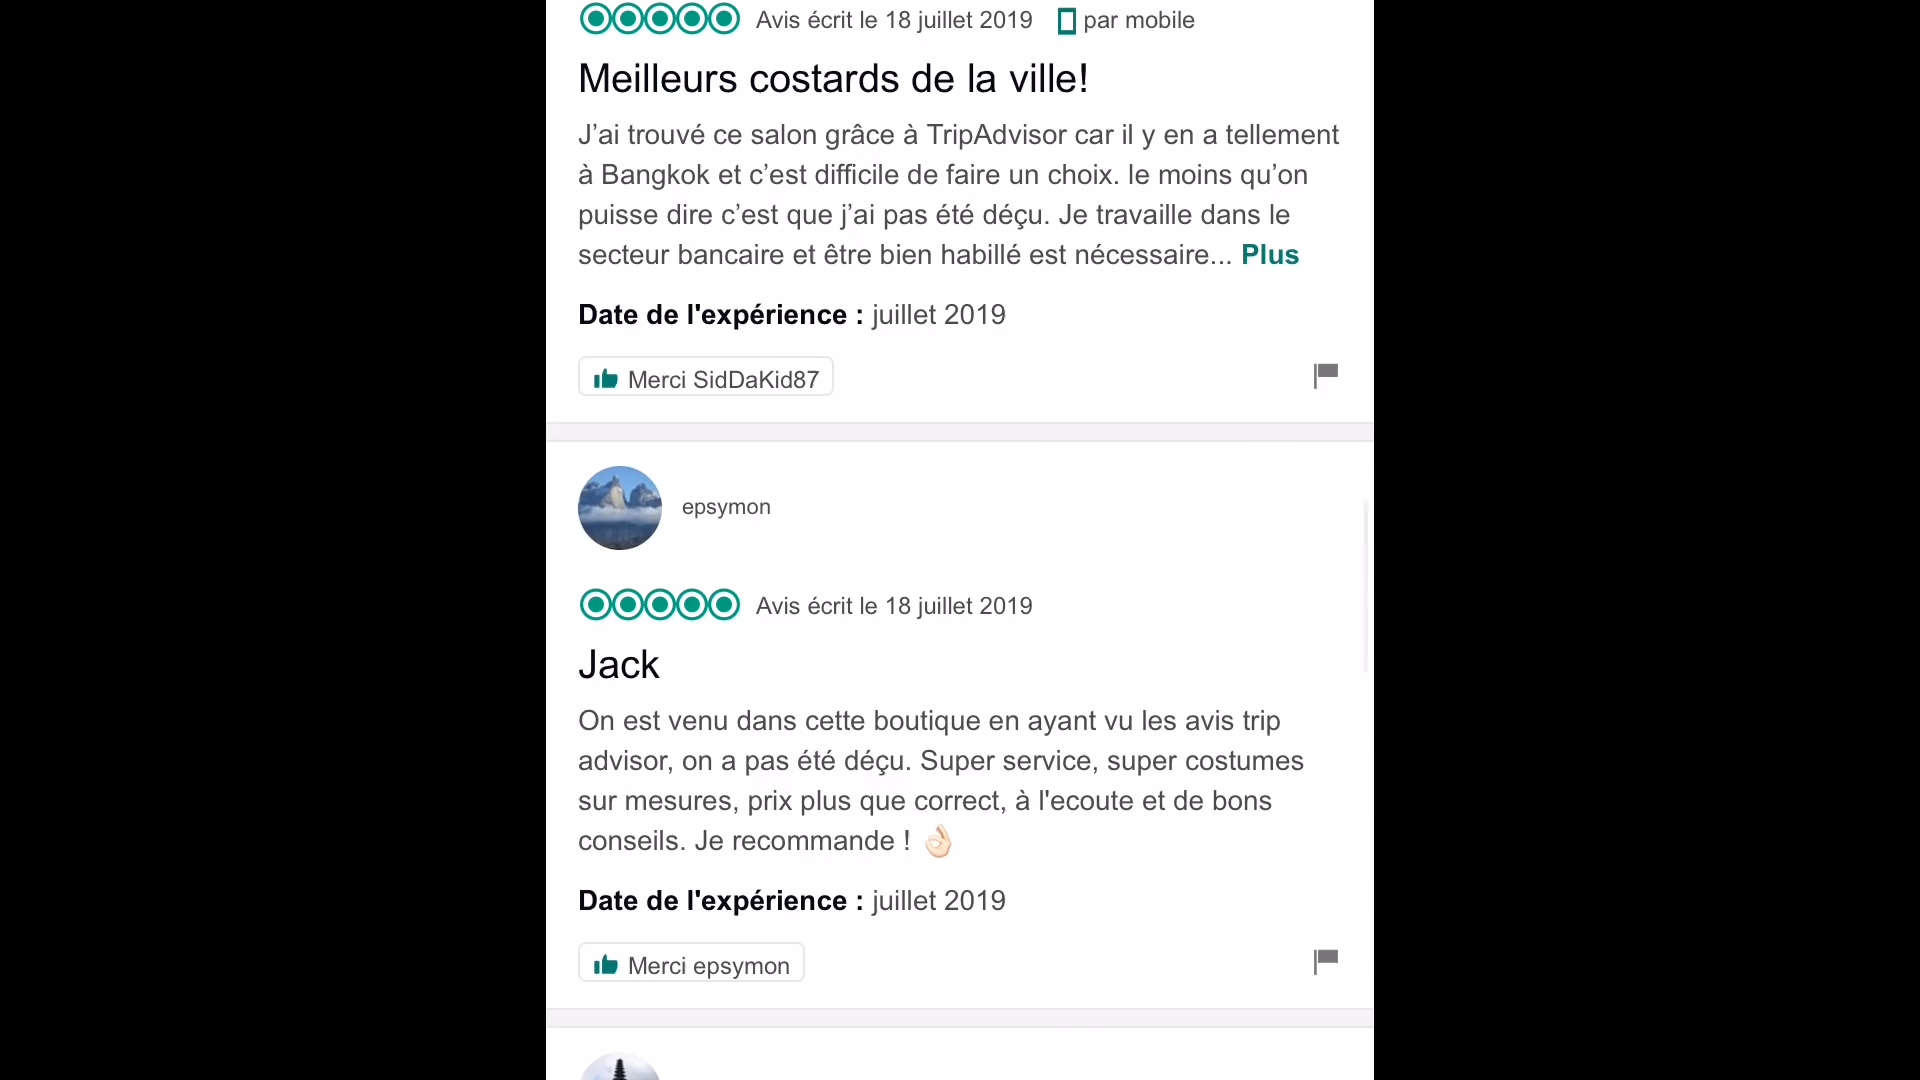 Avis écrit le 18 juillet 2019 par mobile
Meilleurs costards de la ville!
J’ai trouvé ce salon grâce à TripAdvisor car il y en a tellement
à Bangkok et c’est difficile de faire un choix. le moins qu’on
puisse dire c’est que j’ai pas été déçu. Je travaille dans le
secteur bancaire et être bien habillé est nécessaire... Plus
Date de l'expérience : juillet 2019
Merci SidDaKid87
epsymon
Avis écrit le 18 juillet 2019
Jack
On est venu dans cette boutique en ayant vu les avis trip
advisor, on a pas été déçu. Super service, super costumes
sur mesures, prix plus que correct, à l'ecoute et de bons
conseils. Je recommande ! 👌🏻
Date de l'expérience : juillet 2019
Merci epsymon